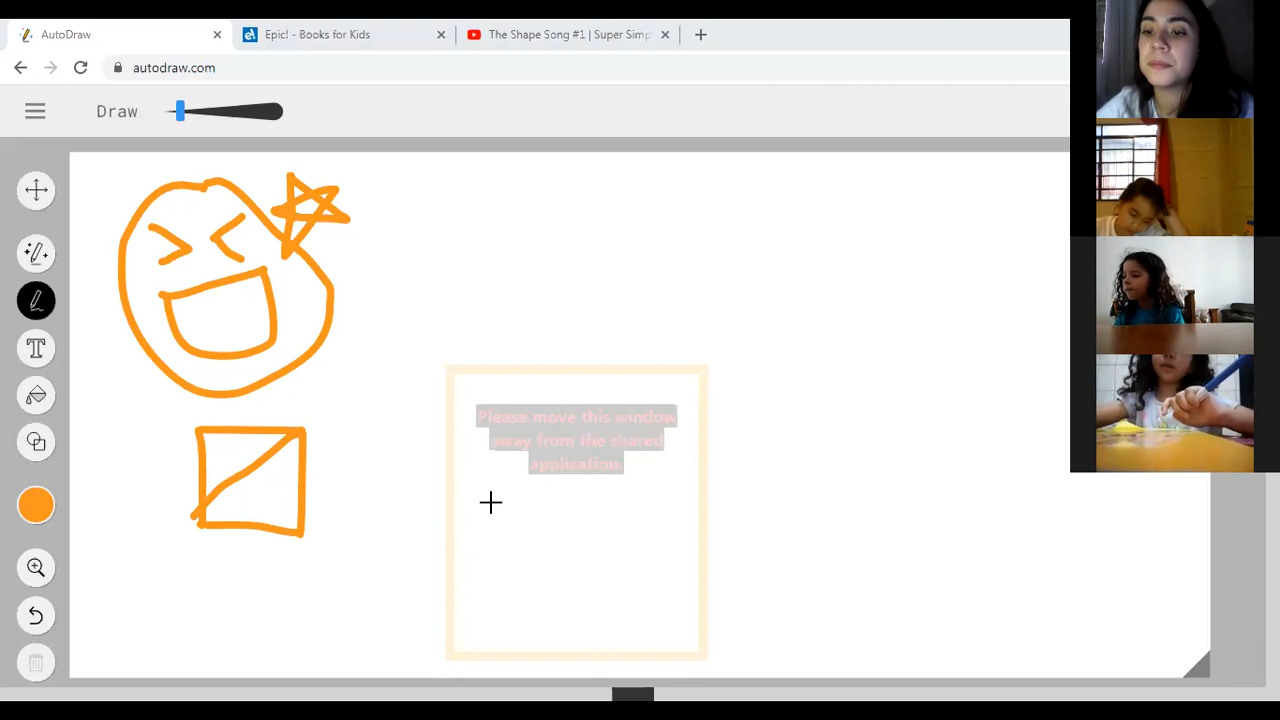 AutoDraw
Epic! - Books for Kids
The Shape Song #1 | Super Simp
autodraw.com
Draw
T
Please move this window
away from the shared
application.